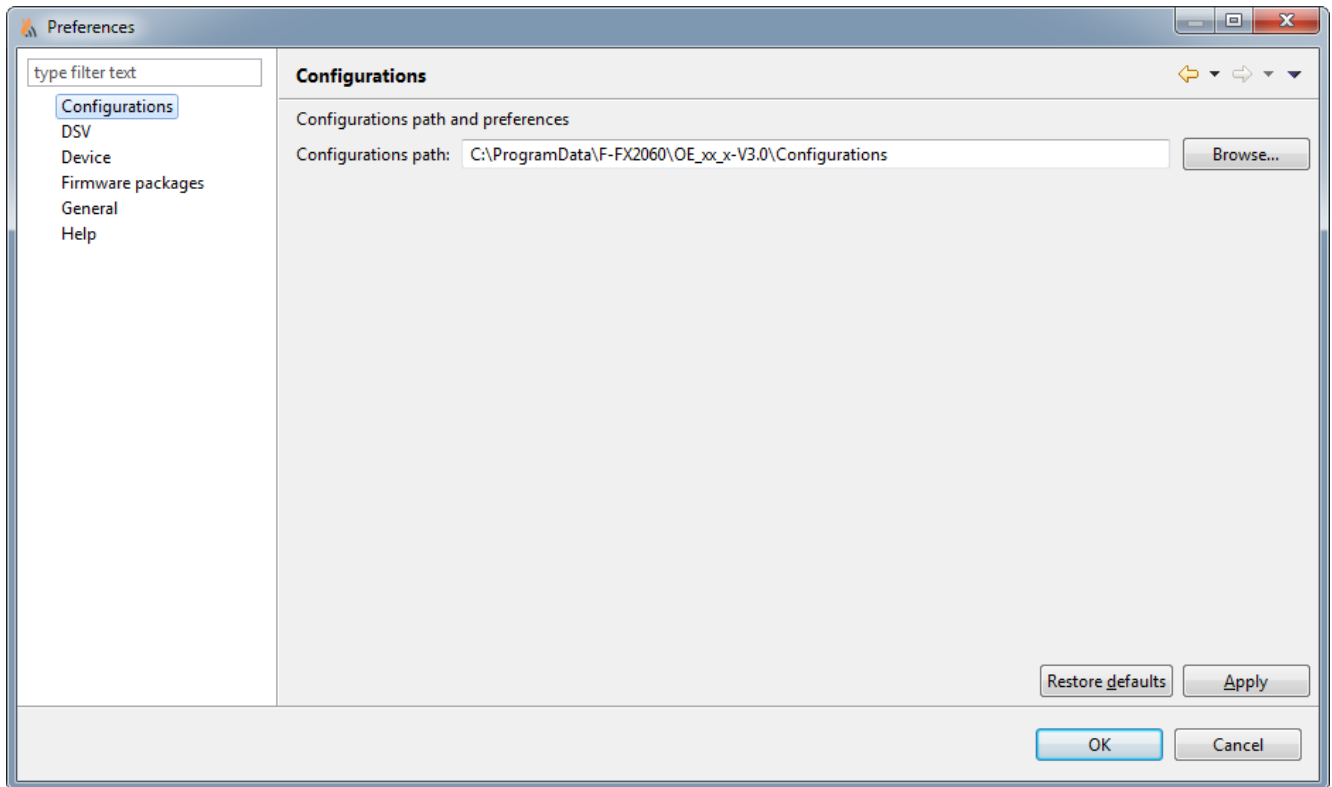 Preferences
type filter text
Configurations
DSV
Device
Firmware packages
General
Help
Configurations
Configurations path and preferences
Configurations path: C:\ProgramData\F-FX2060\OE_xx_x-V3.0\Configurations Browse...
Restore defaults Apply
OK Cancel